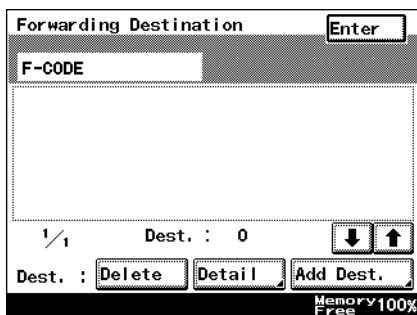 Forwarding Destination Enter
F-CODE
1/1 Dest. : 0
Dest. : Delete Detail Add Dest.
Memory Free 100%